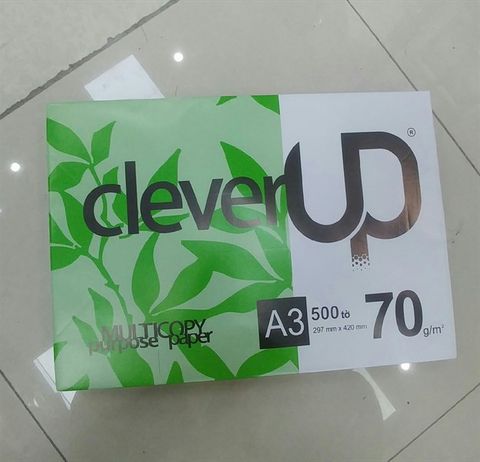 cleverUP®
MULTICOPY
purpose paper
A3 500 tờ
297 mm x 420 mm
70 g/m²